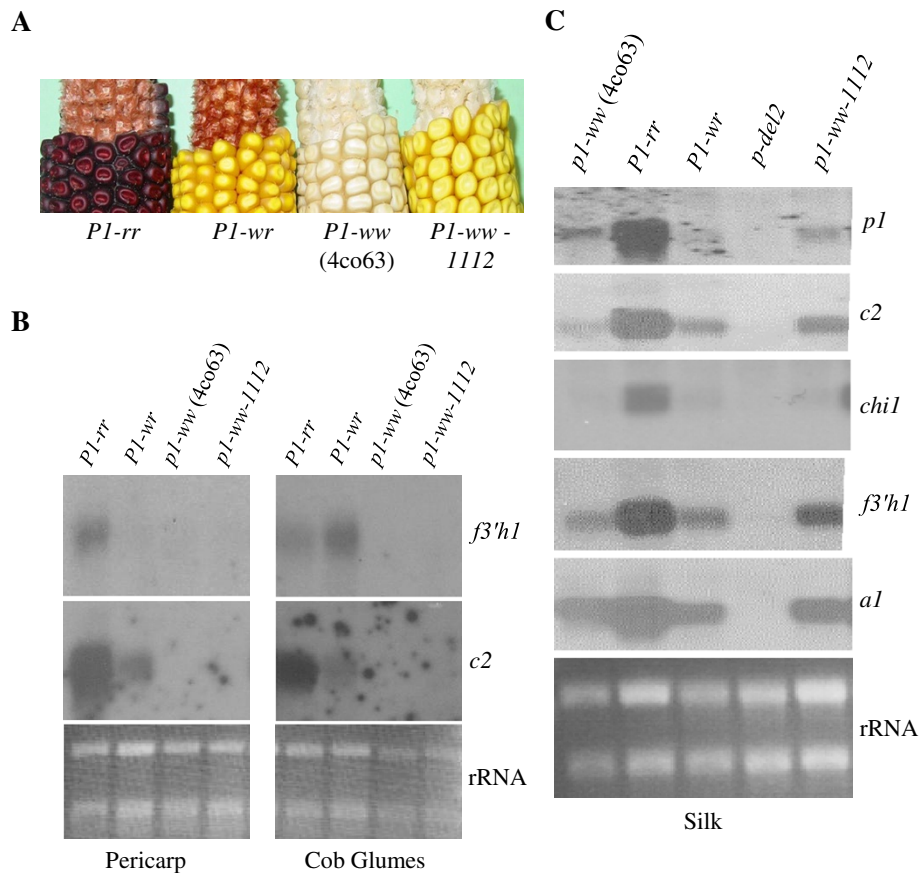 A
P1-rr P1-wr P1-ww (4co63) P1-ww - 1112
B
P1-rr P1-wr p1-ww (4co63) p1-ww-1112
P1-rr P1-wr p1-ww (4co63) p1-ww-1112
f3'h1
c2
rRNA
Pericarp Cob Glumes
C
p1-ww (4co63) P1-rr P1-wr p-del2 p1-ww-1112
p1
c2
chi1
f3'h1
a1
rRNA
Silk